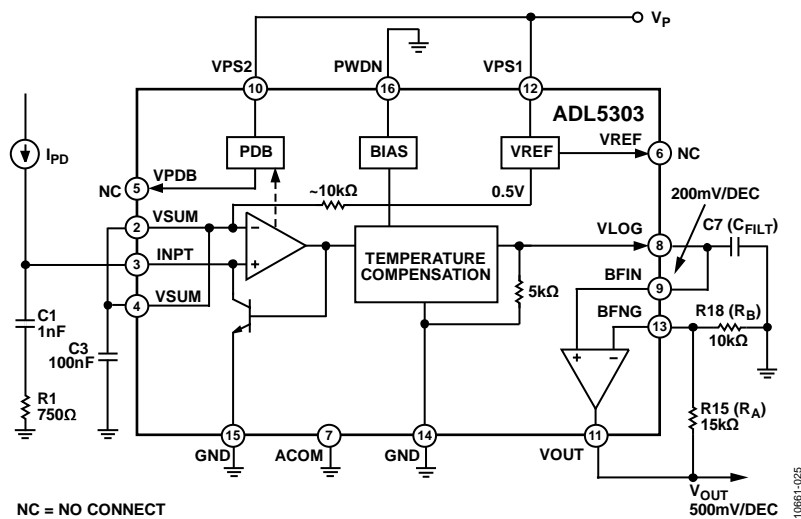 V_P
VPS2
PWDN
VPS1
10
16
12
ADL5303
I_PD
PDB
BIAS
VREF
VREF
6
NC
VPDB
NC
5
~10kΩ
0.5V
200mV/DEC
VSUM
2
C7 (C_FILT)
VLOG
8
INPT
3
TEMPERATURE
COMPENSATION
5kΩ
BFIN
9
VSUM
4
BFNG
13
R18 (R_B)
10kΩ
C1
1nF
C3
100nF
R1
750Ω
R15 (R_A)
15kΩ
15
7
14
11
GND
ACOM
GND
VOUT
V_OUT
500mV/DEC
NC = NO CONNECT
10661-025